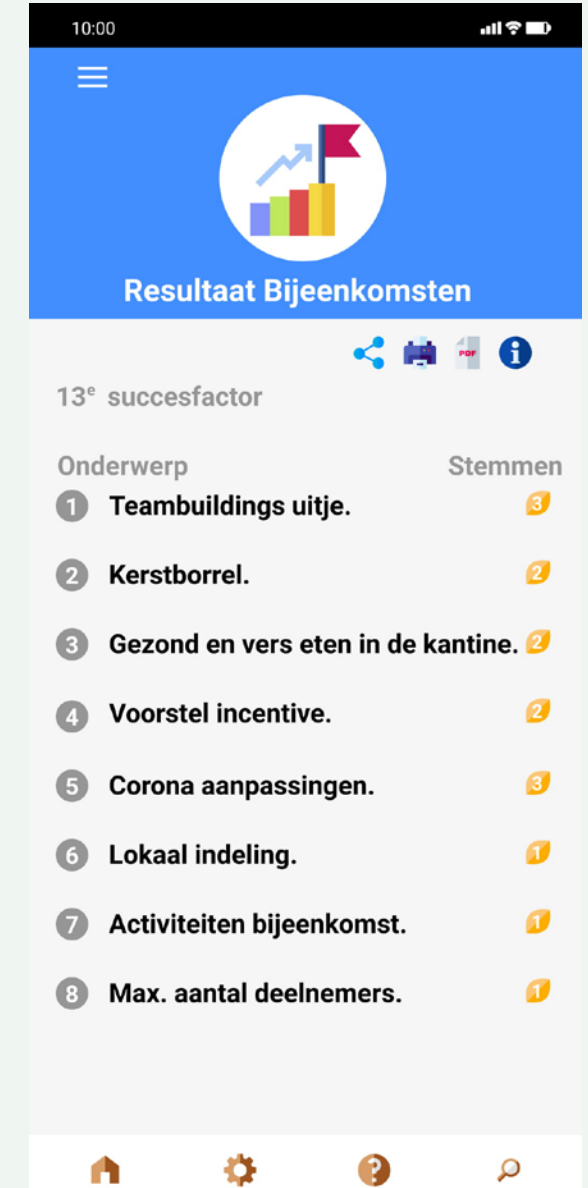 10:00
Resultaat Bijeenkomsten
PDF
13e succesfactor
Onderwerp Stemmen
1 Teambuildings uitje. 3
2 Kerstborrel. 2
3 Gezond en vers eten in de kantine. 2
4 Voorstel incentive. 2
5 Corona aanpassingen. 3
6 Lokaal indeling. 1
7 Activiteiten bijeenkomst. 1
8 Max. aantal deelnemers. 1